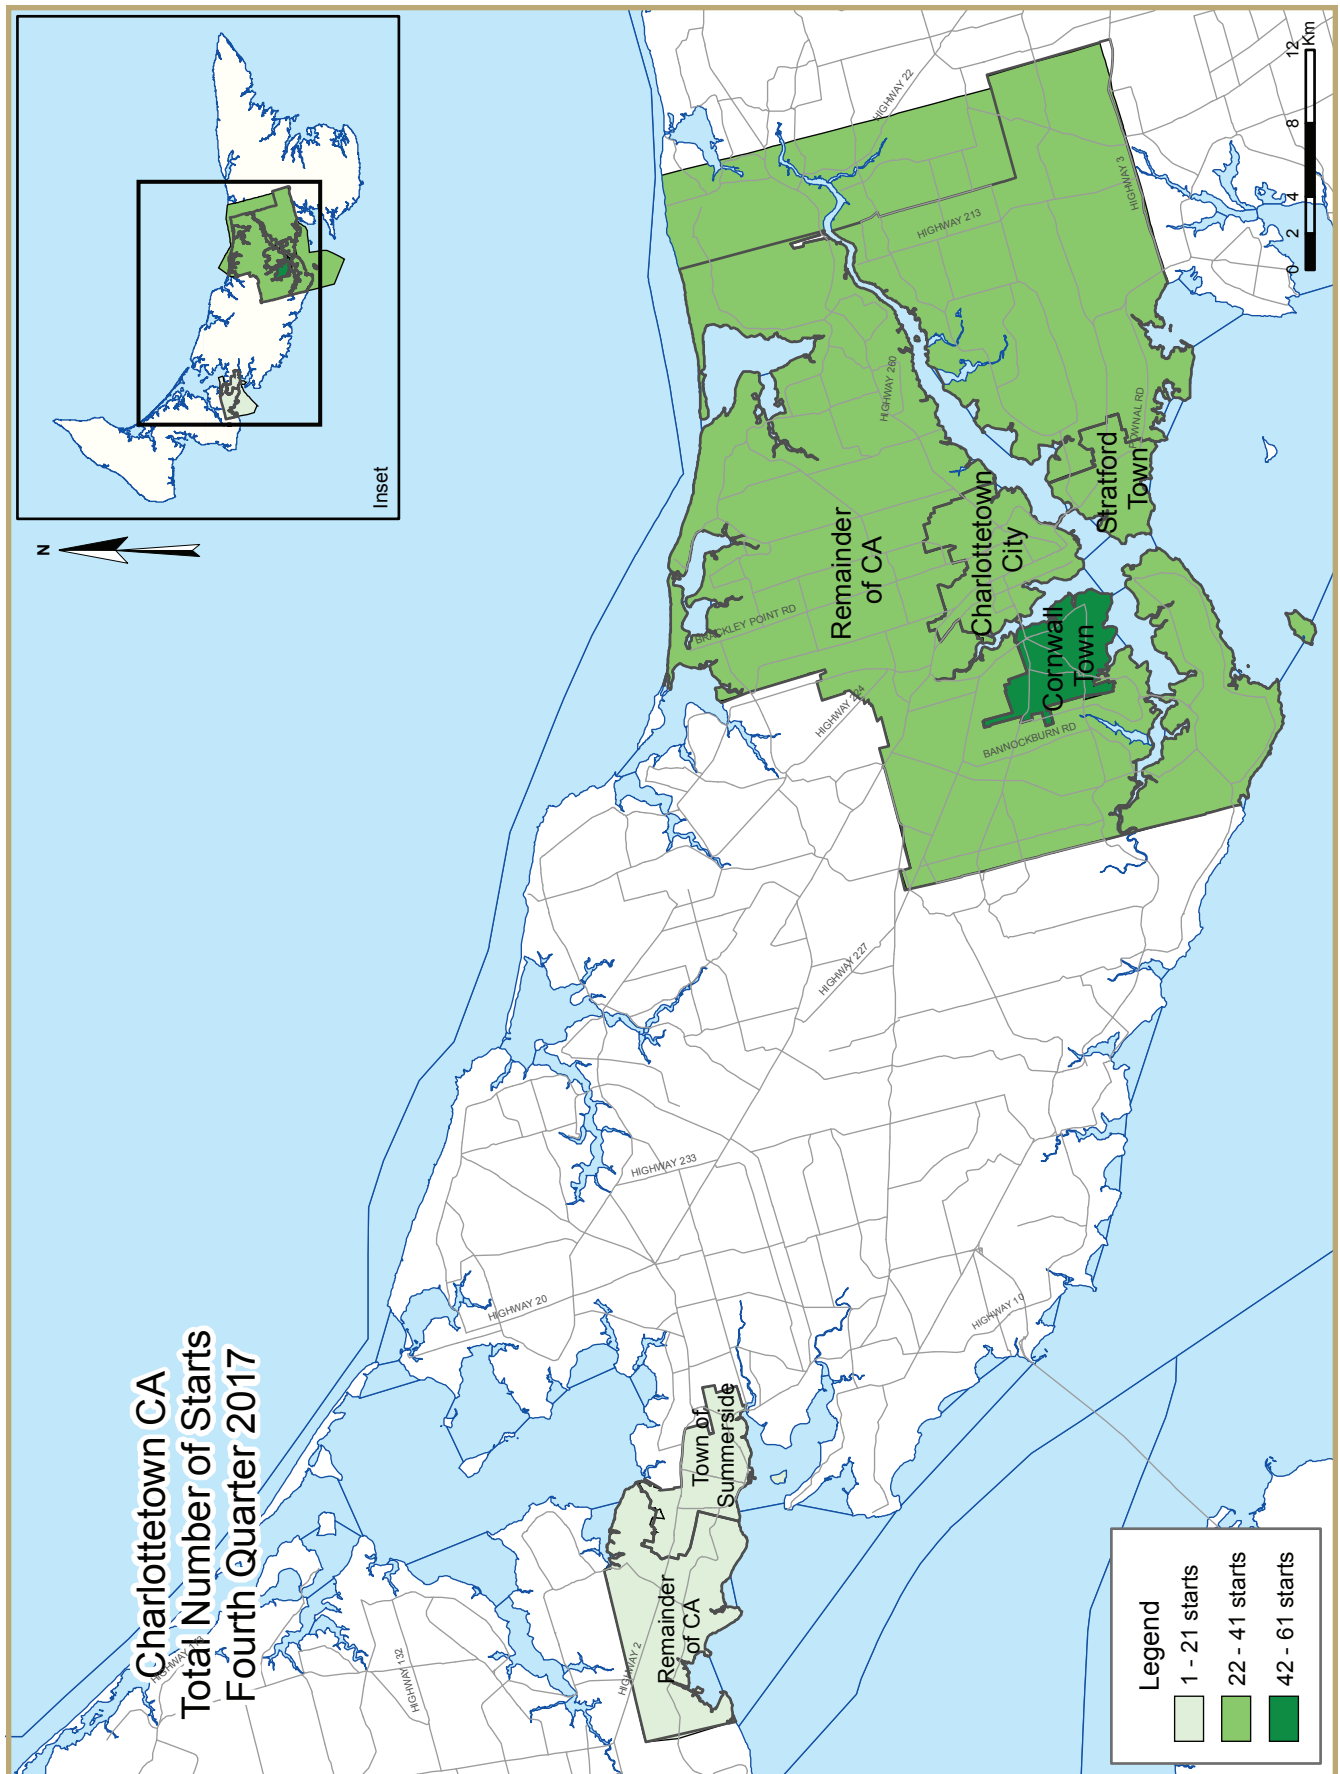 Charlottetown CA
Total Number of Starts
Fourth Quarter 2017
N
Inset
HIGHWAY 132
HIGHWAY 2
Remainder
of CA
Town of
Summerside
HIGHWAY 20
HIGHWAY 233
HIGHWAY 10
HIGHWAY 227
HIGHWAY 224
BRACKLEY POINT RD
BANNOCKBURN RD
Remainder
of CA
Charlottetown
City
Cornwall
Town
Stratford
Town
HIGHWAY 260
HIGHWAY 213
HIGHWAY 22
HIGHWAY 3
Legend
1 - 21 starts
22 - 41 starts
42 - 61 starts
0 2 4 8 12
Km